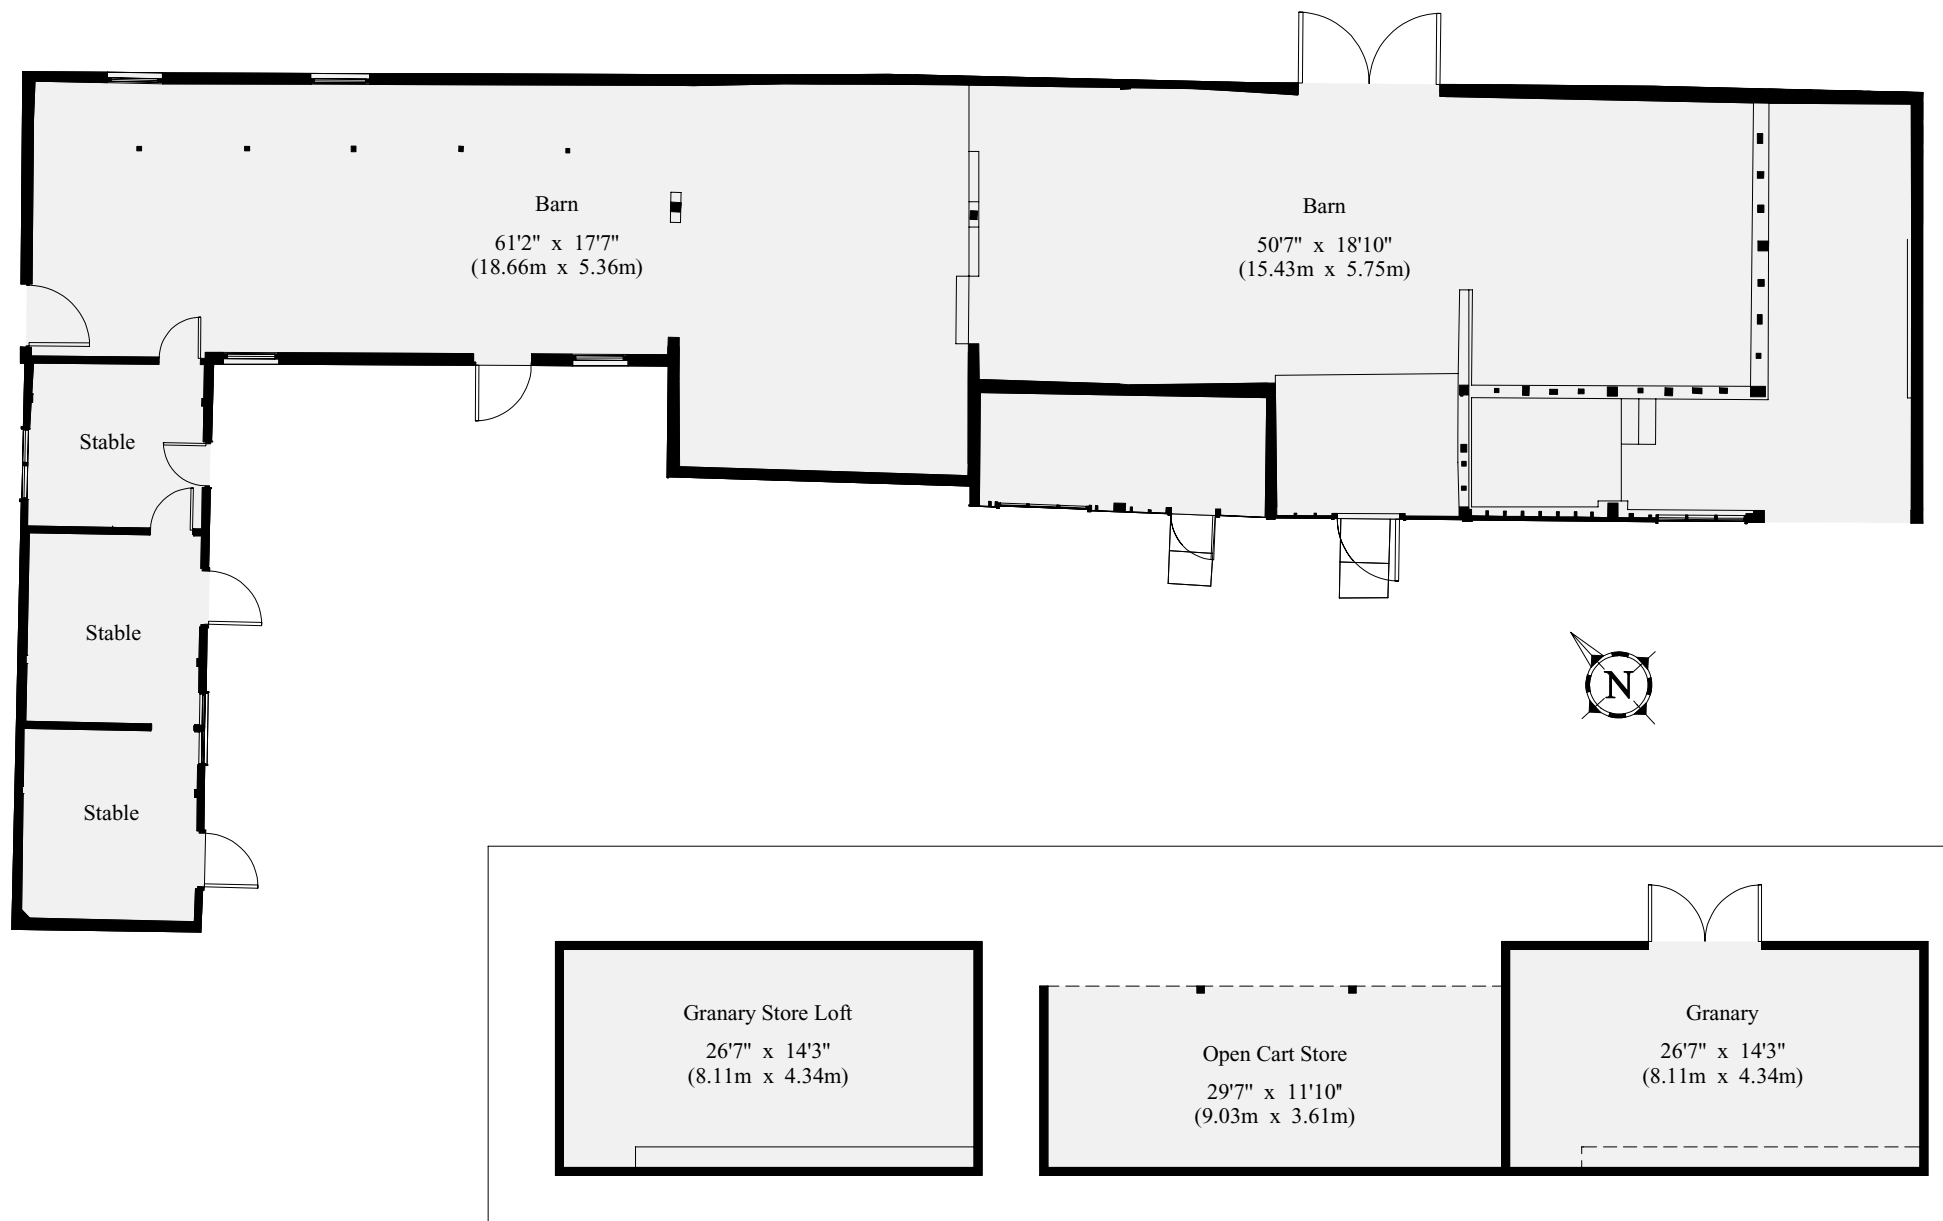 Barn
61'2" x 17'7"
(18.66m x 5.36m)
Barn
50'7" x 18'10"
(15.43m x 5.75m)
Stable
Stable
Stable
N
Granary Store Loft
26'7" x 14'3"
(8.11m x 4.34m)
Open Cart Store
29'7" x 11'10"
(9.03m x 3.61m)
Granary
26'7" x 14'3"
(8.11m x 4.34m)